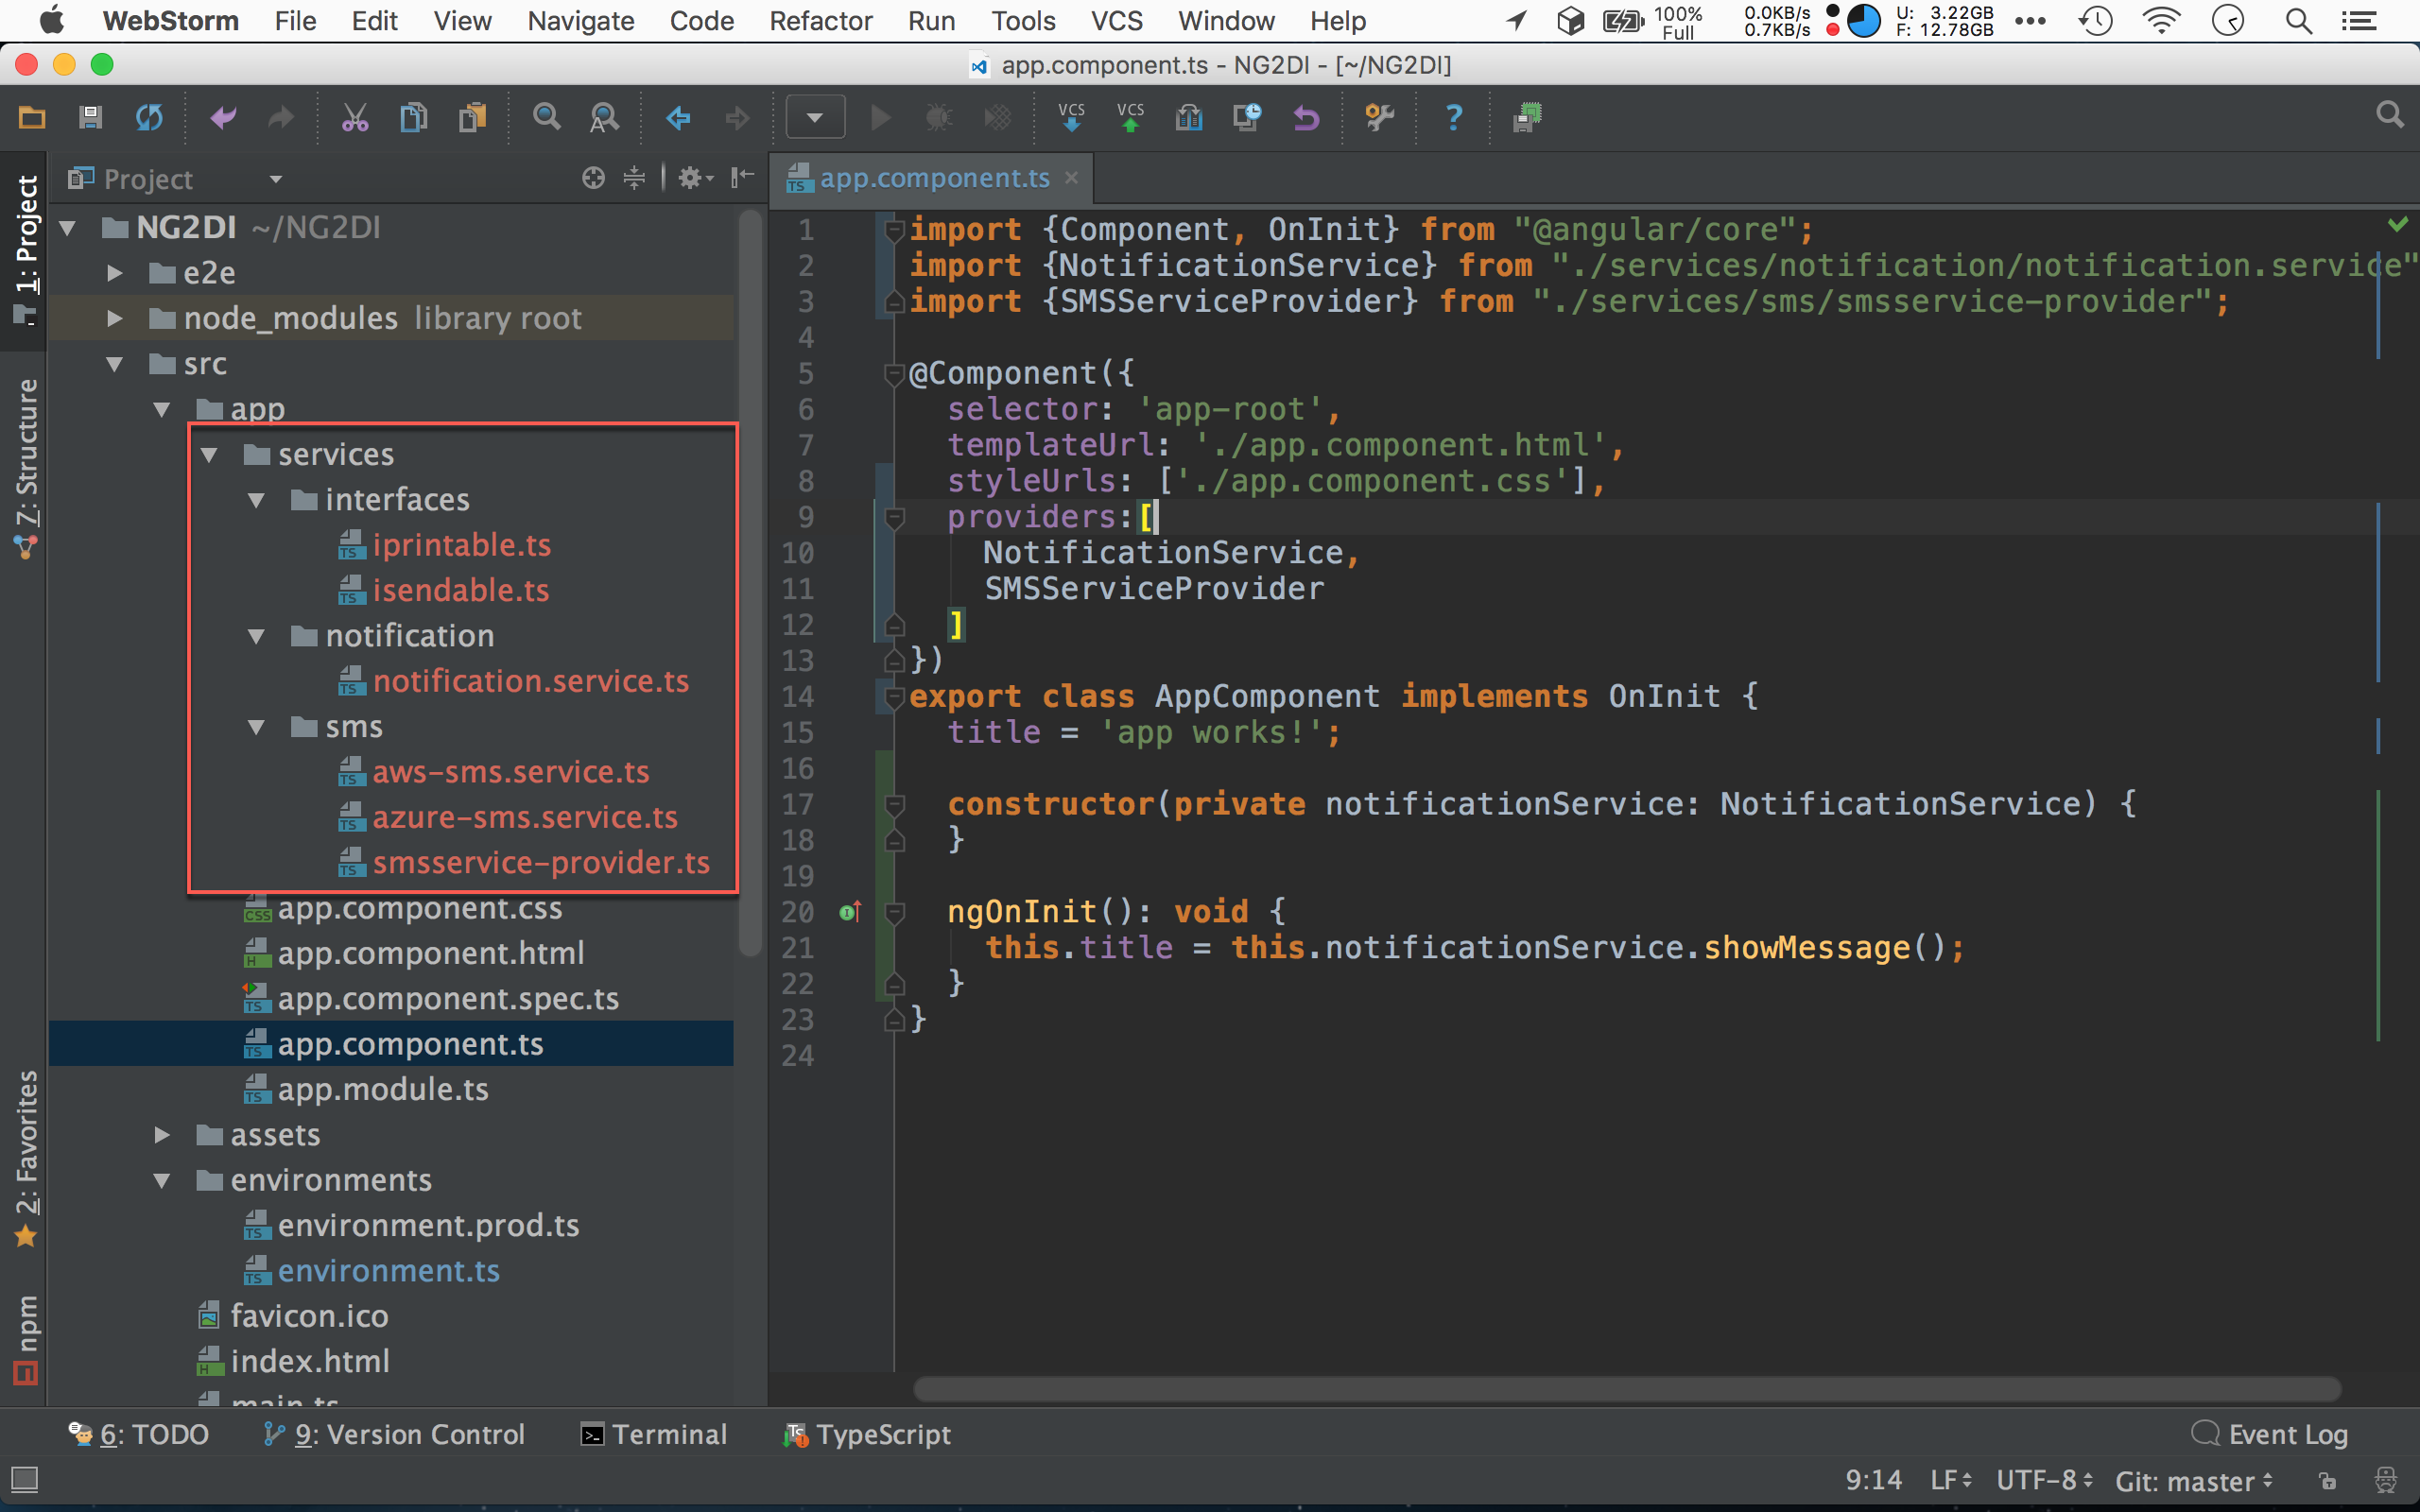 WebStorm File Edit View Navigate Code Refactor Run Tools VCS Window Help 100% Full 0.0KB/s 0.7KB/s U: 3.22GB F: 12.78GB
app.component.ts - NG2DI - [~/NG2DI]
VCS VCS
1: Project
7: Structure
2: Favorites
npm
Project
NG2DI ~/NG2DI
e2e
node_modules library root
src
app
services
interfaces
iprintable.ts
isendable.ts
notification
notification.service.ts
sms
aws-sms.service.ts
azure-sms.service.ts
smsservice-provider.ts
app.component.css
app.component.html
app.component.spec.ts
app.component.ts
app.module.ts
assets
environments
environment.prod.ts
environment.ts
favicon.ico
index.html
main.ts
app.component.ts
1 import {Component, OnInit} from "@angular/core";
2 import {NotificationService} from "./services/notification/notification.service"
3 import {SMSServiceProvider} from "./services/sms/smsservice-provider";
4
5 @Component({
6 selector: 'app-root',
7 templateUrl: './app.component.html',
8 styleUrls: ['./app.component.css'],
9 providers:[
10 NotificationService,
11 SMSServiceProvider
12 ]
13 })
14 export class AppComponent implements OnInit {
15 title = 'app works!';
16
17 constructor(private notificationService: NotificationService) {
18 }
19
20 ngOnInit(): void {
21 this.title = this.notificationService.showMessage();
22 }
23 }
24
6: TODO 9: Version Control Terminal TypeScript Event Log
9:14 LF UTF-8 Git: master